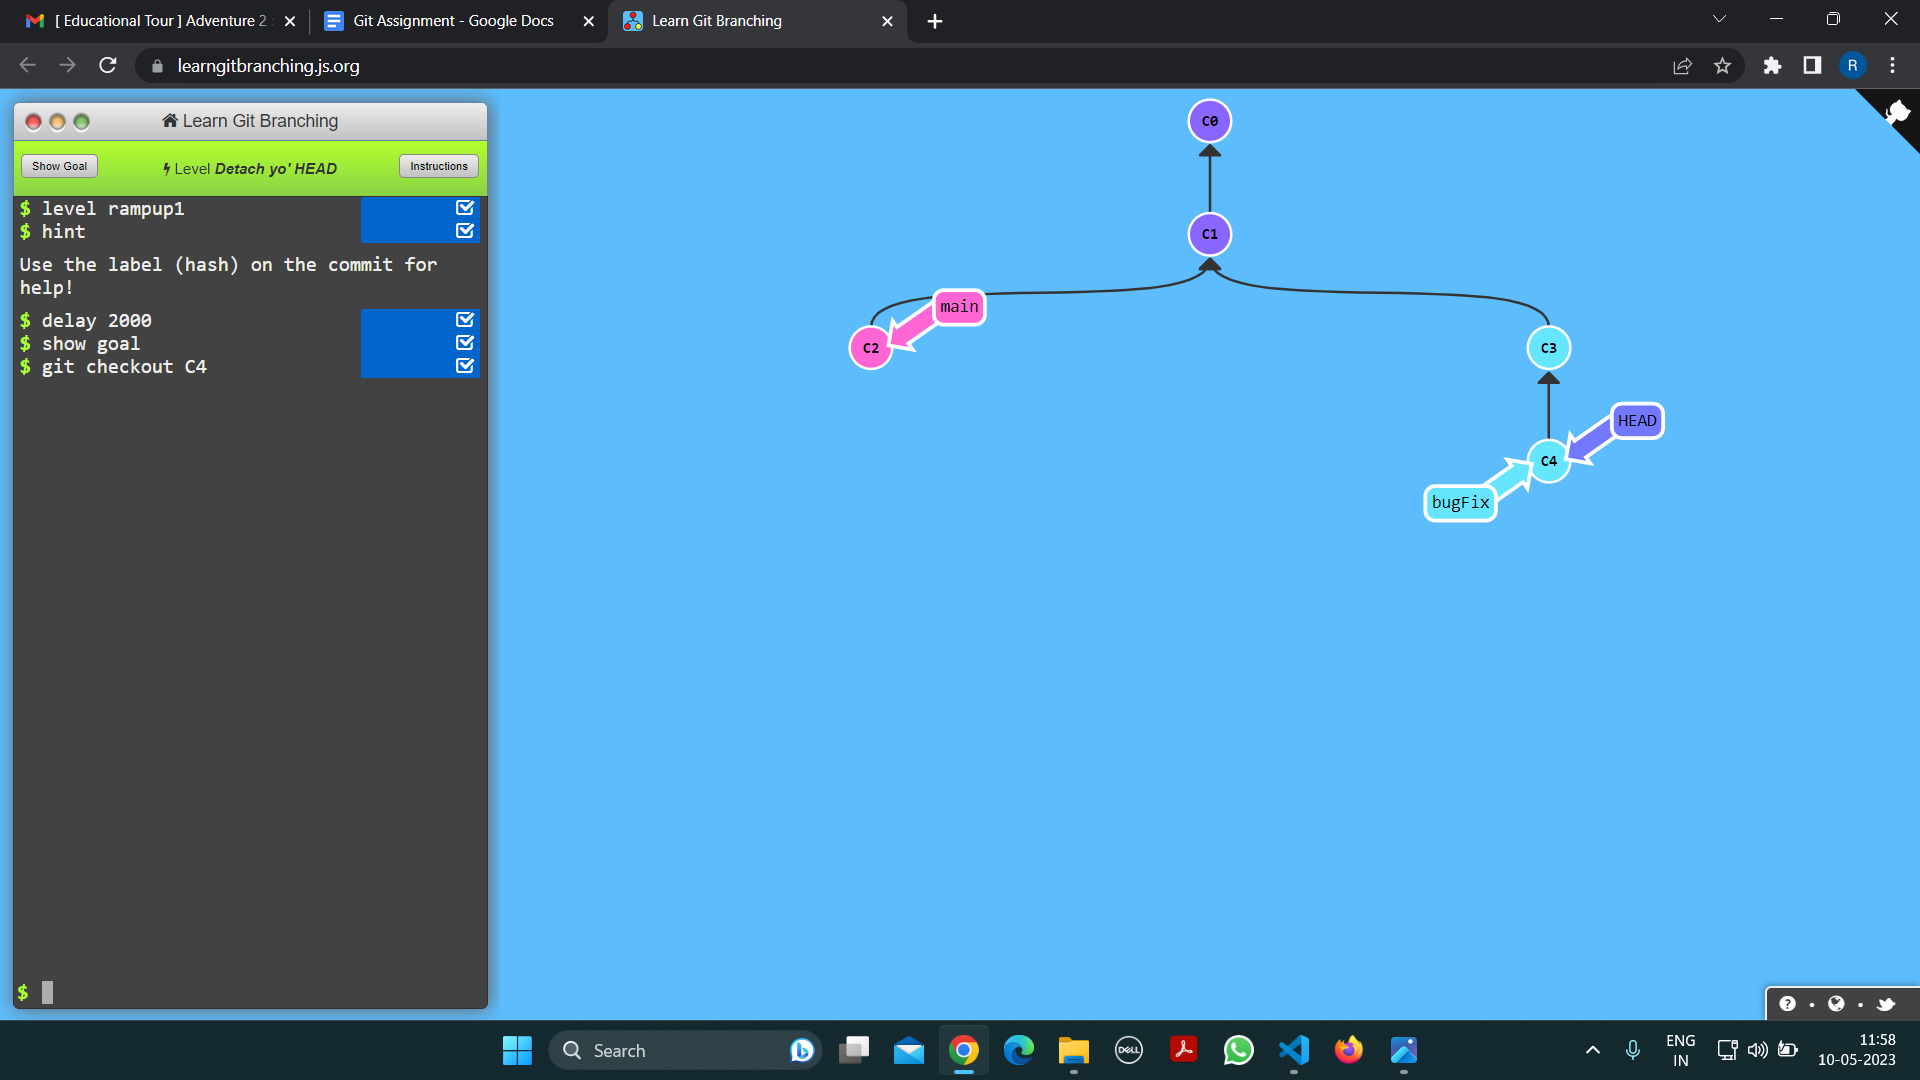 [ Educational Tour ] Adventure 2
Git Assignment - Google Docs
Learn Git Branching
learngitbranching.js.org
R
Learn Git Branching
Show Goal
Level Detach yo' HEAD
Instructions
$ level rampup1
$ hint
Use the label (hash) on the commit for
help!
$ delay 2000
$ show goal
$ git checkout C4
$
C0
C1
main
C2
C3
HEAD
C4
bugFix
?
Search
DELL
ENG
IN
11:58
10-05-2023